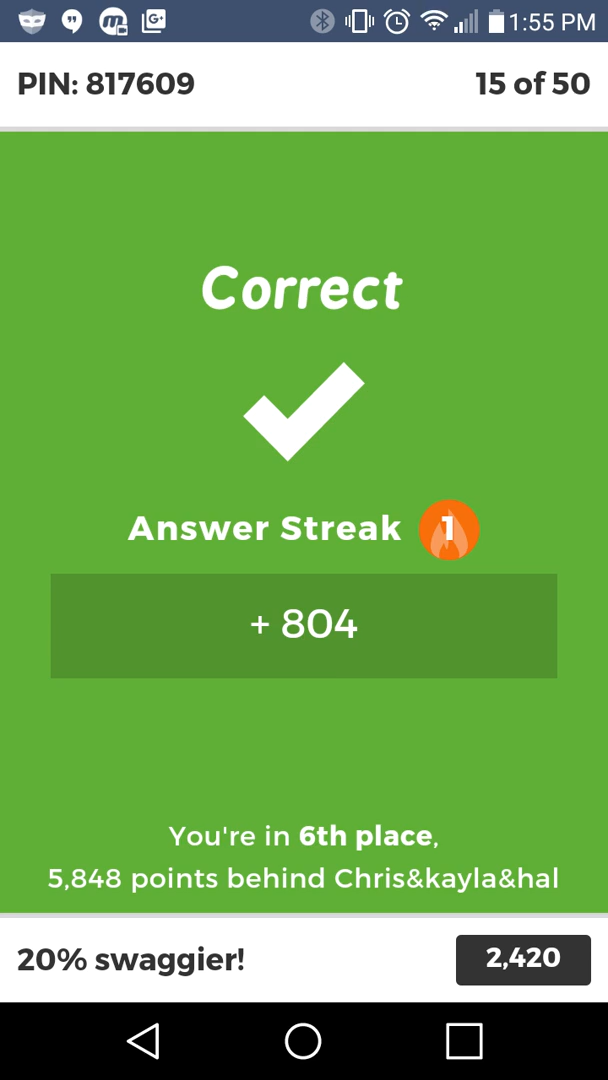 1:55 PM
PIN: 817609 15 of 50
Correct
Answer Streak 1
+ 804
You're in 6th place,
5,848 points behind Chris&kayla&hal
20% swaggier! 2,420